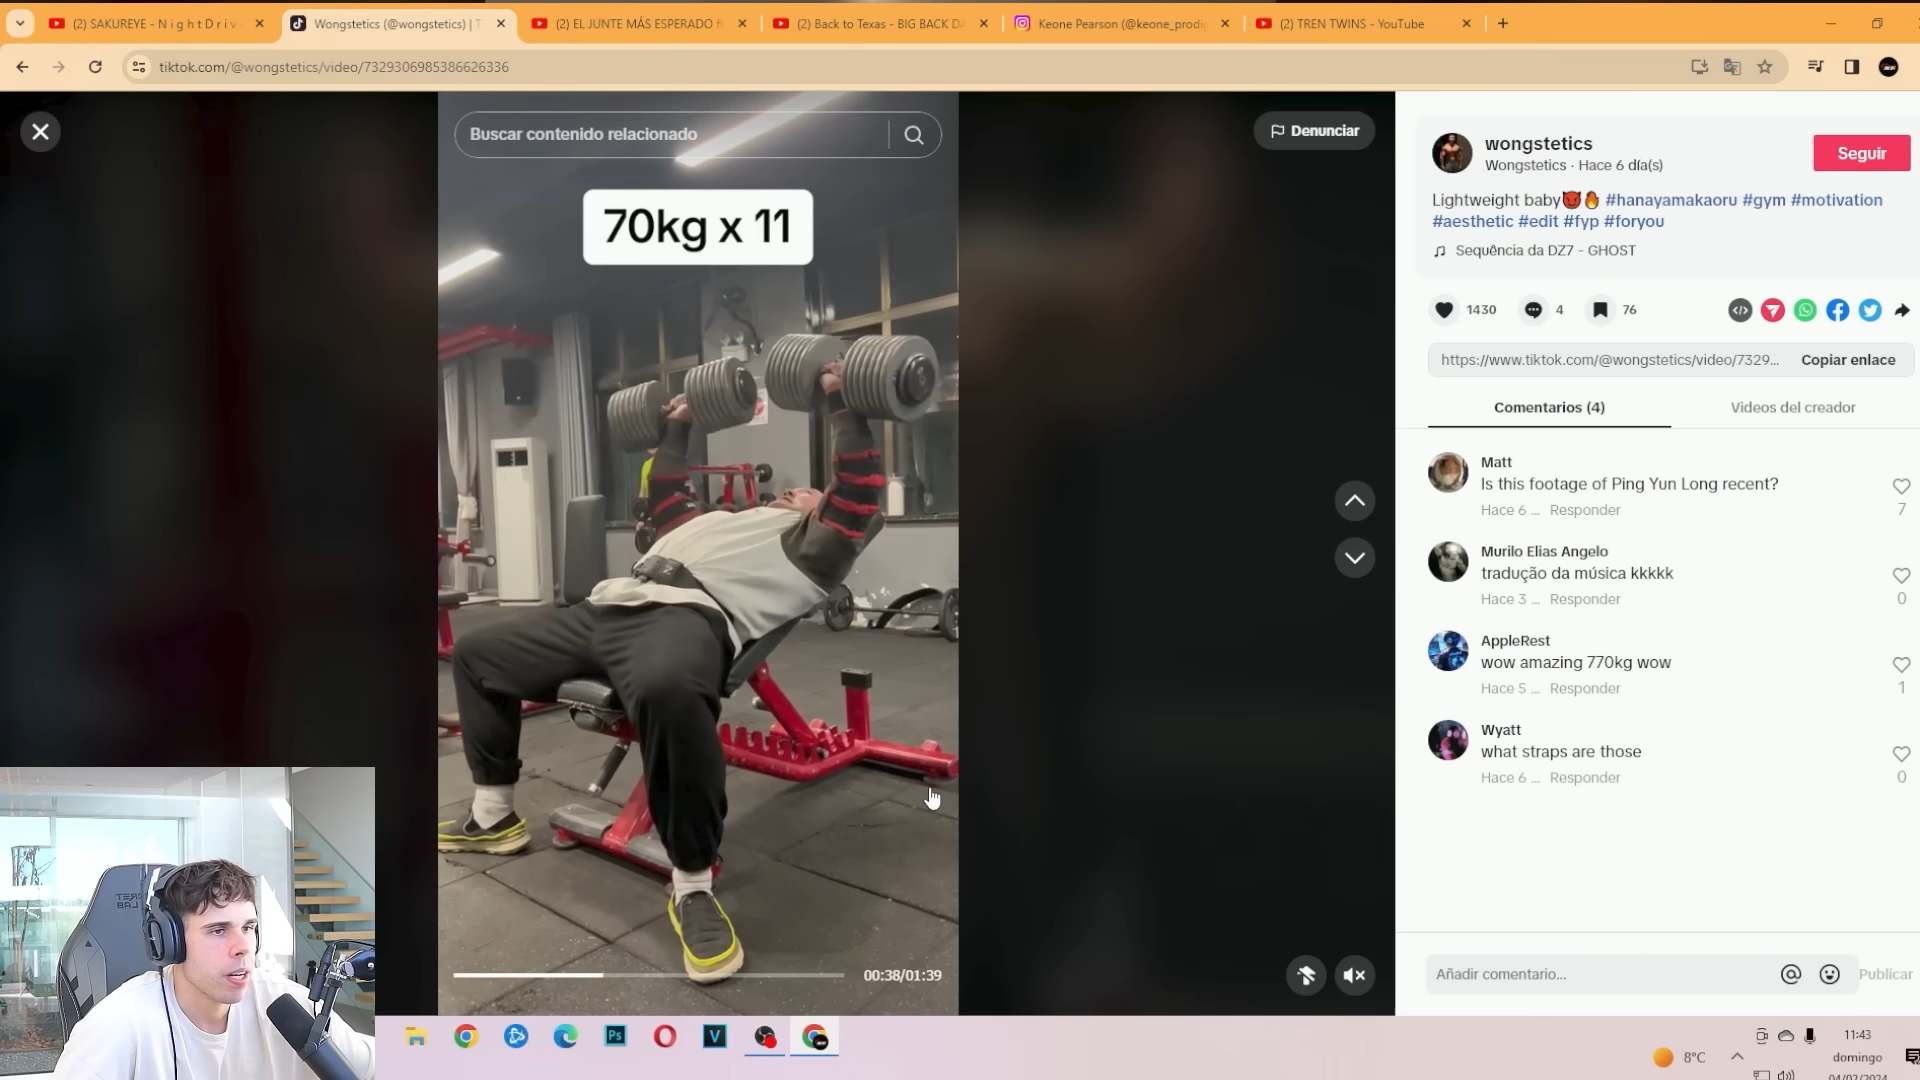 (2) SAKUREYE - N i g h t D r i v
Wongstetics (@wongstetics) | T
(2) EL JUNTE MÁS ESPERADO
(2) Back to Texas - BIG BACK DA
Keone Pearson (@keone_prodi
(2) TREN TWINS - YouTube
tiktok.com/@wongstetics/video/7329306985386626336
Buscar contenido relacionado
Denunciar
70kg x 11
00:38/01:39
wongstetics
Wongstetics · Hace 6 día(s)
Seguir
Lightweight baby😈🔥 #hanayamakaoru #gym #motivation
#aesthetic #edit #fyp #foryou
Sequência da DZ7 - GHOST
1430
4
76
https://www.tiktok.com/@wongstetics/video/7329...
Copiar enlace
Comentarios (4)
Videos del creador
Matt
Is this footage of Ping Yun Long recent?
Hace 6 ... Responder
7
Murilo Elias Angelo
tradução da música kkkkk
Hace 3 ... Responder
0
AppleRest
wow amazing 770kg wow
Hace 5 ... Responder
1
Wyatt
what straps are those
Hace 6 ... Responder
0
Añadir comentario...
Publicar
Ps
V
8°C
11:43
domingo
04/02/2024